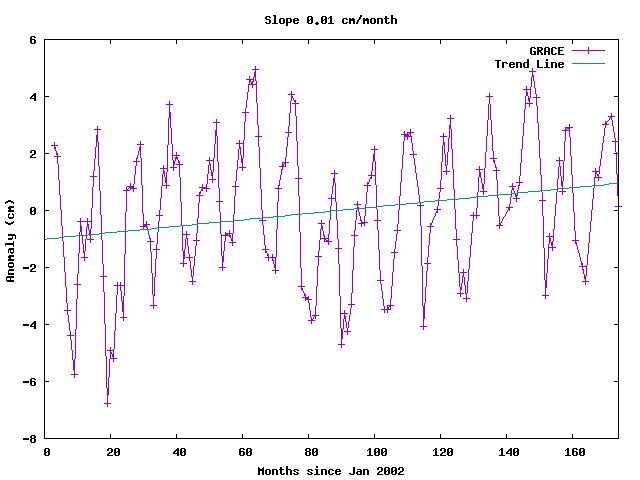 Slope 0.01 cm/month
GRACE
Trend Line
6
4
2
0
-2
-4
-6
-8
Anomaly (cm)
0 20 40 60 80 100 120 140 160
Months since Jan 2002